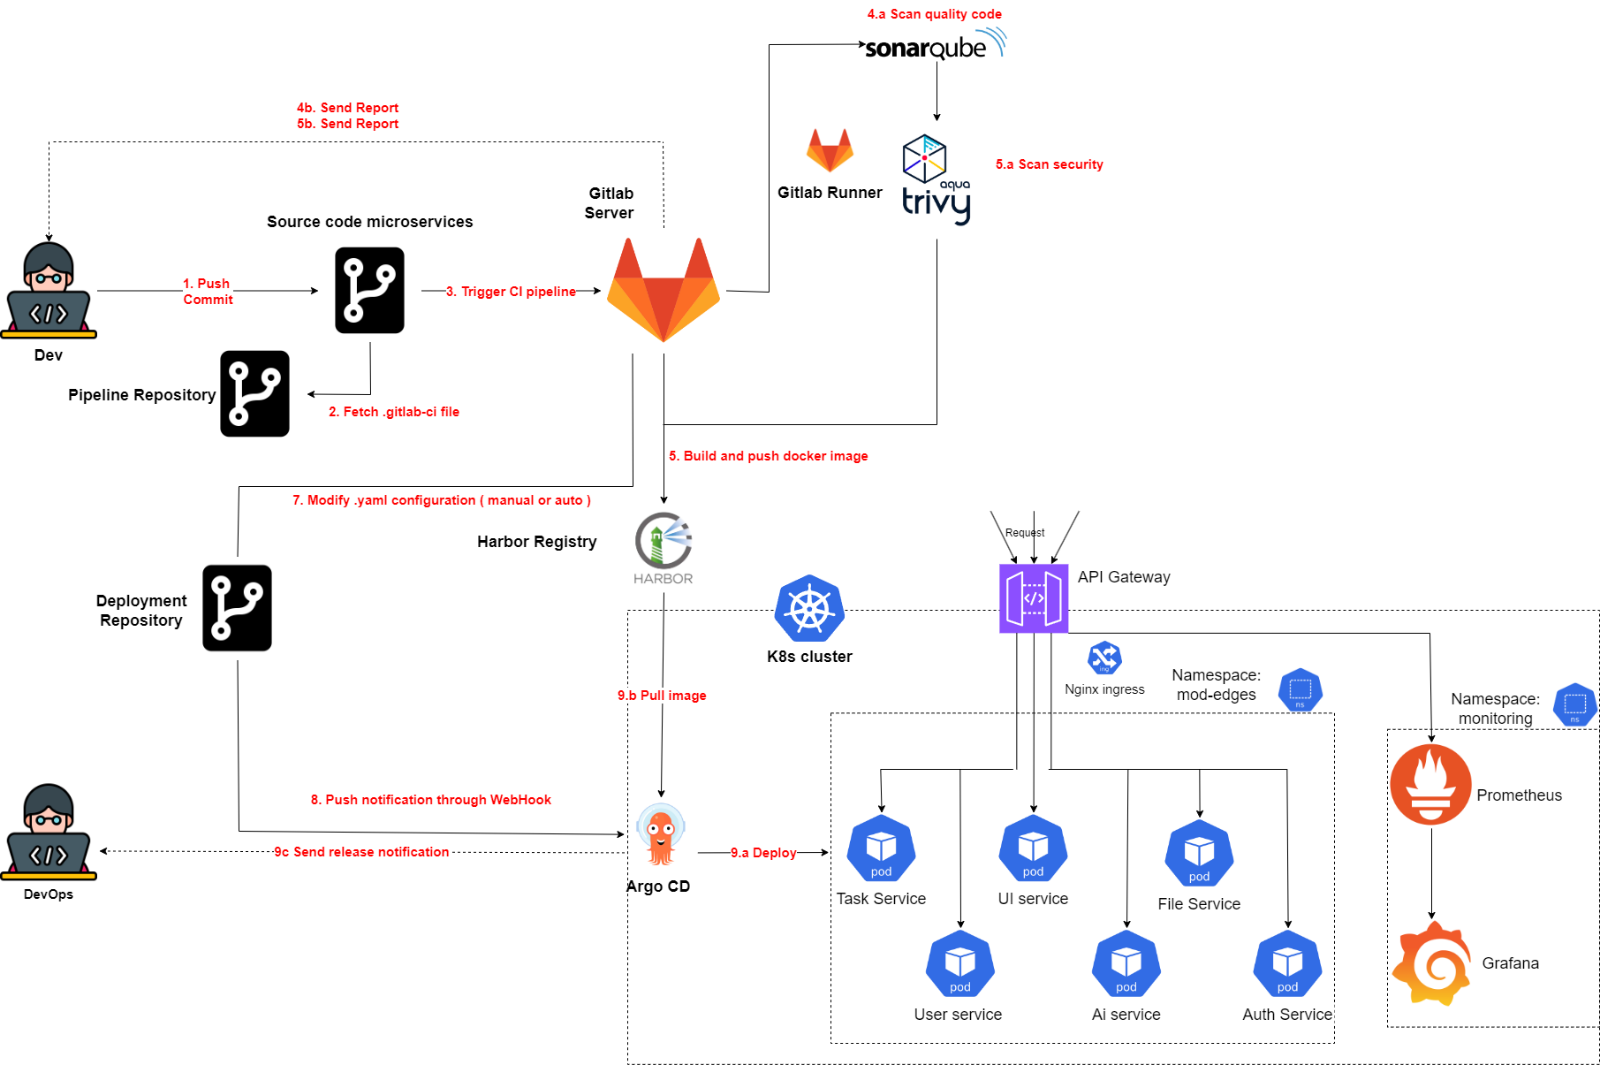 4.a Scan quality code
sonarqube
4b. Send Report
5b. Send Report
Gitlab Runner
aqua
trivy
5.a Scan security
Gitlab
Server
Source code microservices
1. Push
Commit
3. Trigger CI pipeline
Dev
Pipeline Repository
2. Fetch .gitlab-ci file
5. Build and push docker image
7. Modify .yaml configuration ( manual or auto )
Harbor Registry
HARBOR
Request
API Gateway
Deployment
Repository
K8s cluster
ing
Nginx ingress
Namespace:
mod-edges
ns
Namespace:
monitoring
ns
9.b Pull image
Prometheus
8. Push notification through WebHook
9c Send release notification
9.a Deploy
DevOps
Argo CD
pod
Task Service
pod
UI service
pod
File Service
Grafana
pod
User service
pod
Ai service
pod
Auth Service